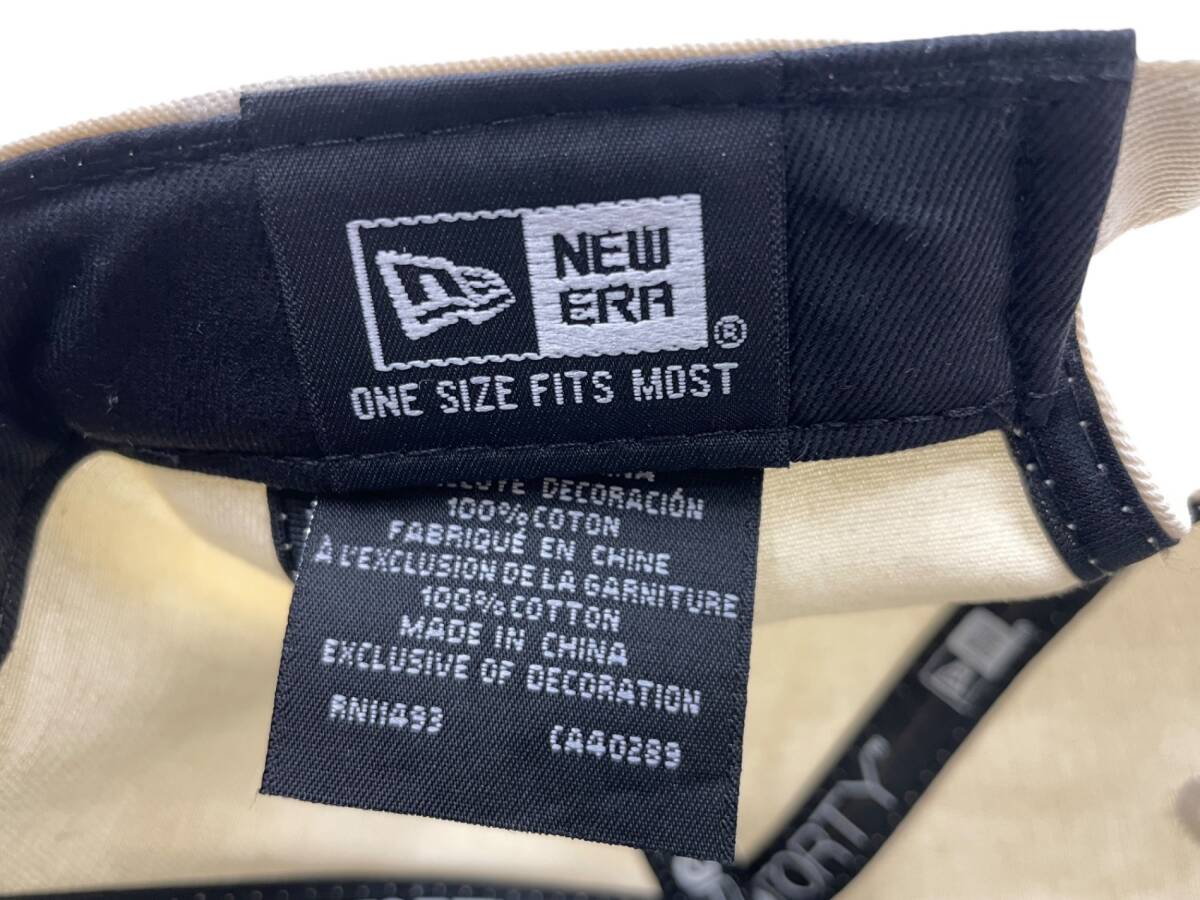 NEW
ERA
®
ONE SIZE FITS MOST
DECORACIÓN
100% COTON
FABRIQUÉ EN CHINE
À L'EXCLUSION DE LA GARNITURE
100% COTTON
MADE IN CHINA
EXCLUSIVE OF DECORATION
RN11493
CA40289